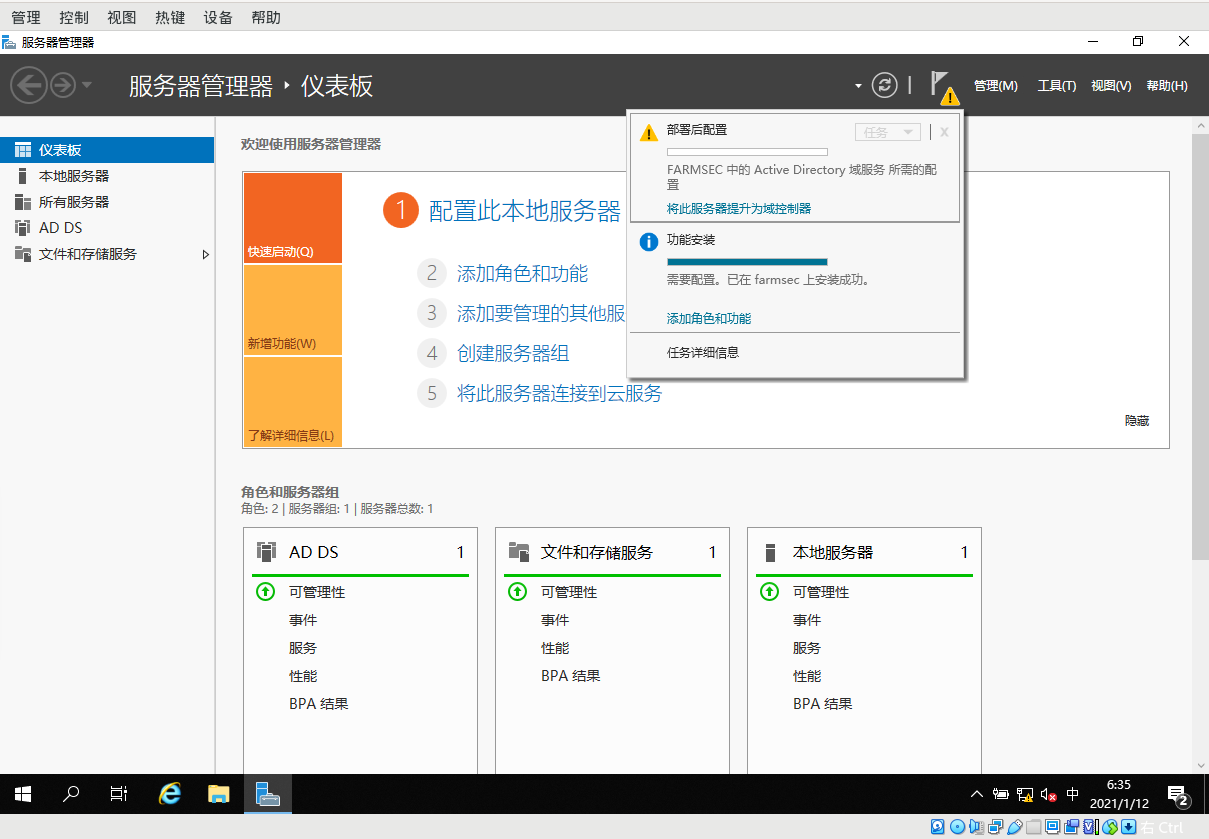 管理 控制 视图 热键 设备 帮助
服务器管理器
服务器管理器 仪表板
管理(M) 工具(T) 视图(V) 帮助(H)
仪表板
本地服务器
所有服务器
AD DS
文件和存储服务
欢迎使用服务器管理器
快速启动(Q)
新增功能(W)
了解详细信息(L)
1 配置此本地服务器
2 添加角色和功能
3 添加要管理的其他服
4 创建服务器组
5 将此服务器连接到云服务
隐藏
部署后配置
任务
X
FARMSEC 中的 Active Directory 域服务 所需的配
置
将此服务器提升为域控制器
功能安装
需要配置。已在 farmsec 上安装成功。
添加角色和功能
任务详细信息
角色和服务器组
角色: 2 | 服务器组: 1 | 服务器总数: 1
AD DS 1
可管理性
事件
服务
性能
BPA 结果
文件和存储服务 1
可管理性
事件
性能
BPA 结果
本地服务器 1
可管理性
事件
服务
性能
BPA 结果
中
6:35
2021/1/12
2
右 Ctrl